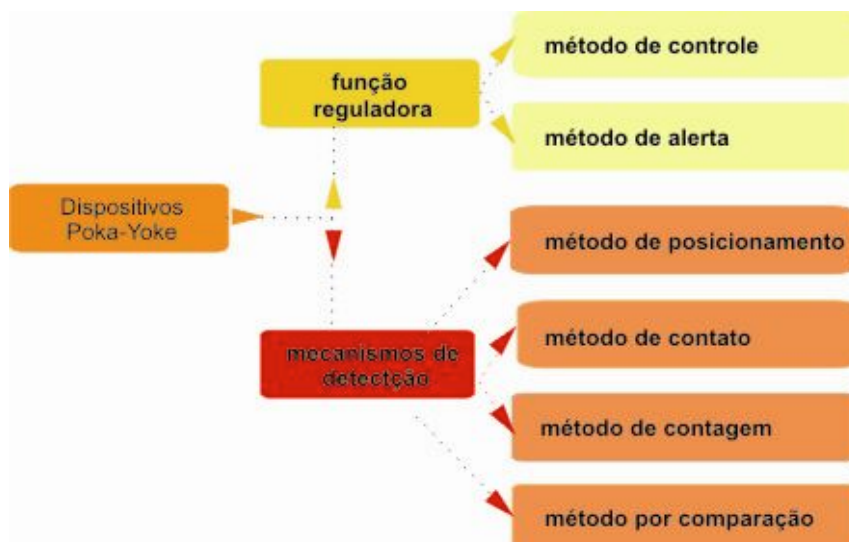 método de controle
função
reguladora
método de alerta
Dispositivos
Poka-Yoke
método de posicionamento
método de contato
mecanismos de
detectção
método de contagem
método por comparação